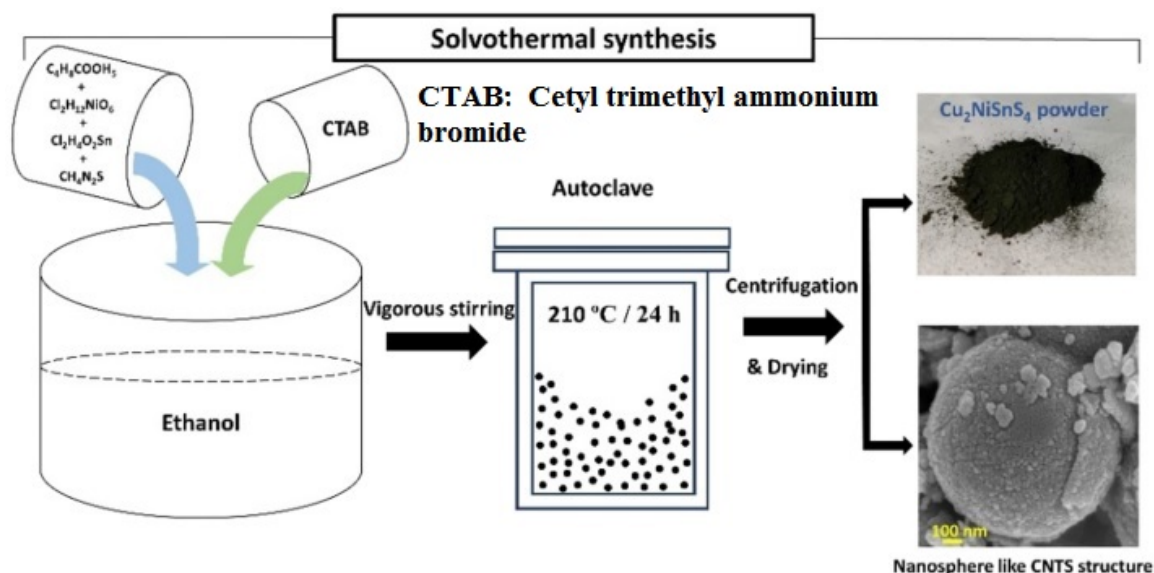 Solvothermal synthesis
C₄H₈COOH₅
+
Cl₂H₁₂NiO₆
+
Cl₂H₄O₂Sn
+
CH₄N₂S
CTAB
CTAB: Cetyl trimethyl ammonium
bromide
Ethanol
Vigorous stirring
Autoclave
210 °C / 24 h
Centrifugation
& Drying
Cu₂NiSnS₄ powder
100 nm
Nanosphere like CNTS structure